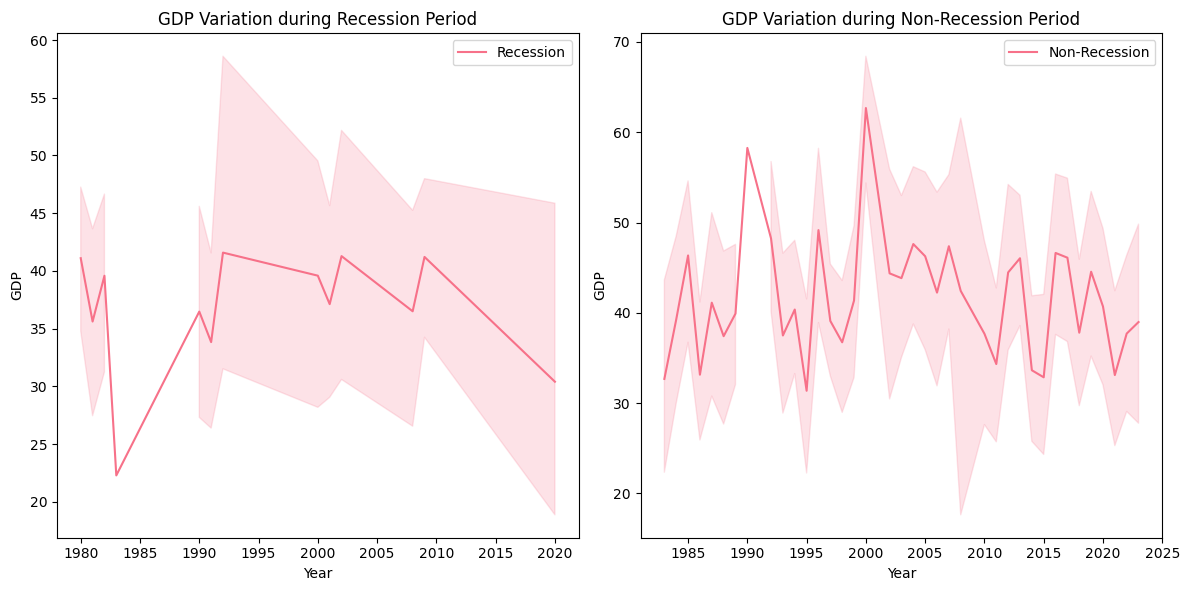 GDP Variation during Recession Period
Recession
60
55
50
45
40
35
30
25
20
GDP
1980 1985 1990 1995 2000 2005 2010 2015 2020
Year
GDP Variation during Non-Recession Period
Non-Recession
70
60
50
40
30
20
GDP
1985 1990 1995 2000 2005 2010 2015 2020 2025
Year